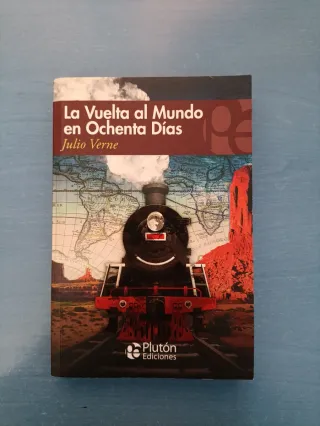 La Vuelta al Mundo
en Ochenta Días
Julio Verne
Plutón
Ediciones